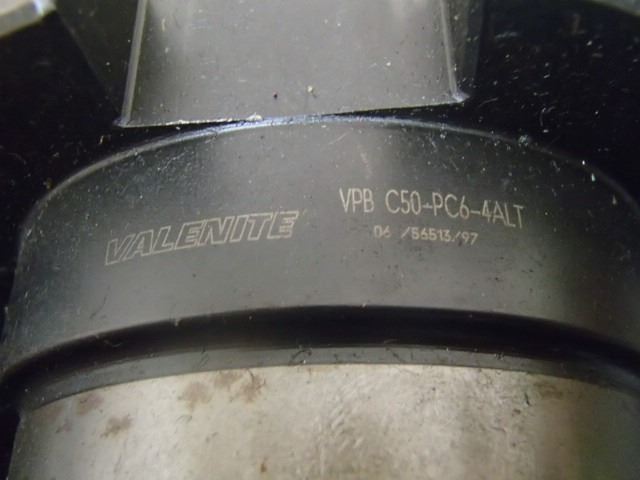 VALENITE
VPB C50-PC6-4ALT
06 /56513/97